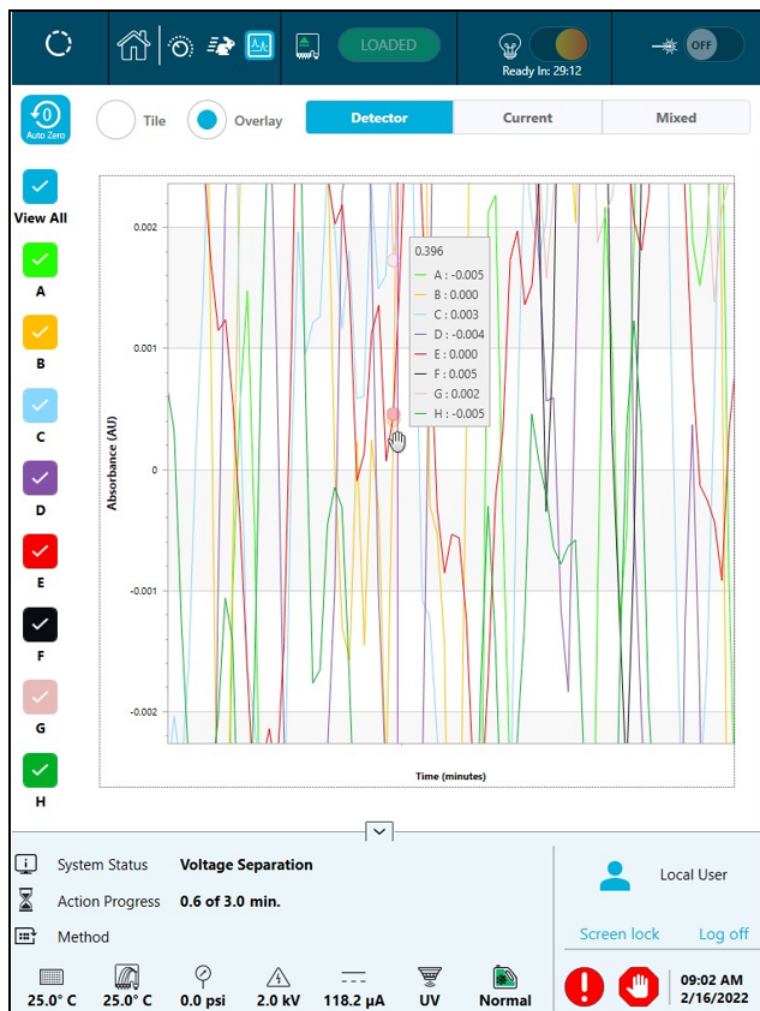 LOADED
OFF
Ready In: 29:12
0
Auto Zero
Tile
Overlay
Detector
Current
Mixed
View All
A
B
C
D
E
F
G
H
Absorbance (AU)
0.002
0.001
0
-0.001
-0.002
0.396
A : -0.005
B : 0.000
C : 0.003
D : -0.004
E : 0.000
F : 0.005
G : 0.002
H : -0.005
Time (minutes)
System Status Voltage Separation
Action Progress 0.6 of 3.0 min.
Method
Local User
Screen lock Log off
25.0° C 25.0° C 0.0 psi 2.0 kV 118.2 µA UV Normal
09:02 AM
2/16/2022